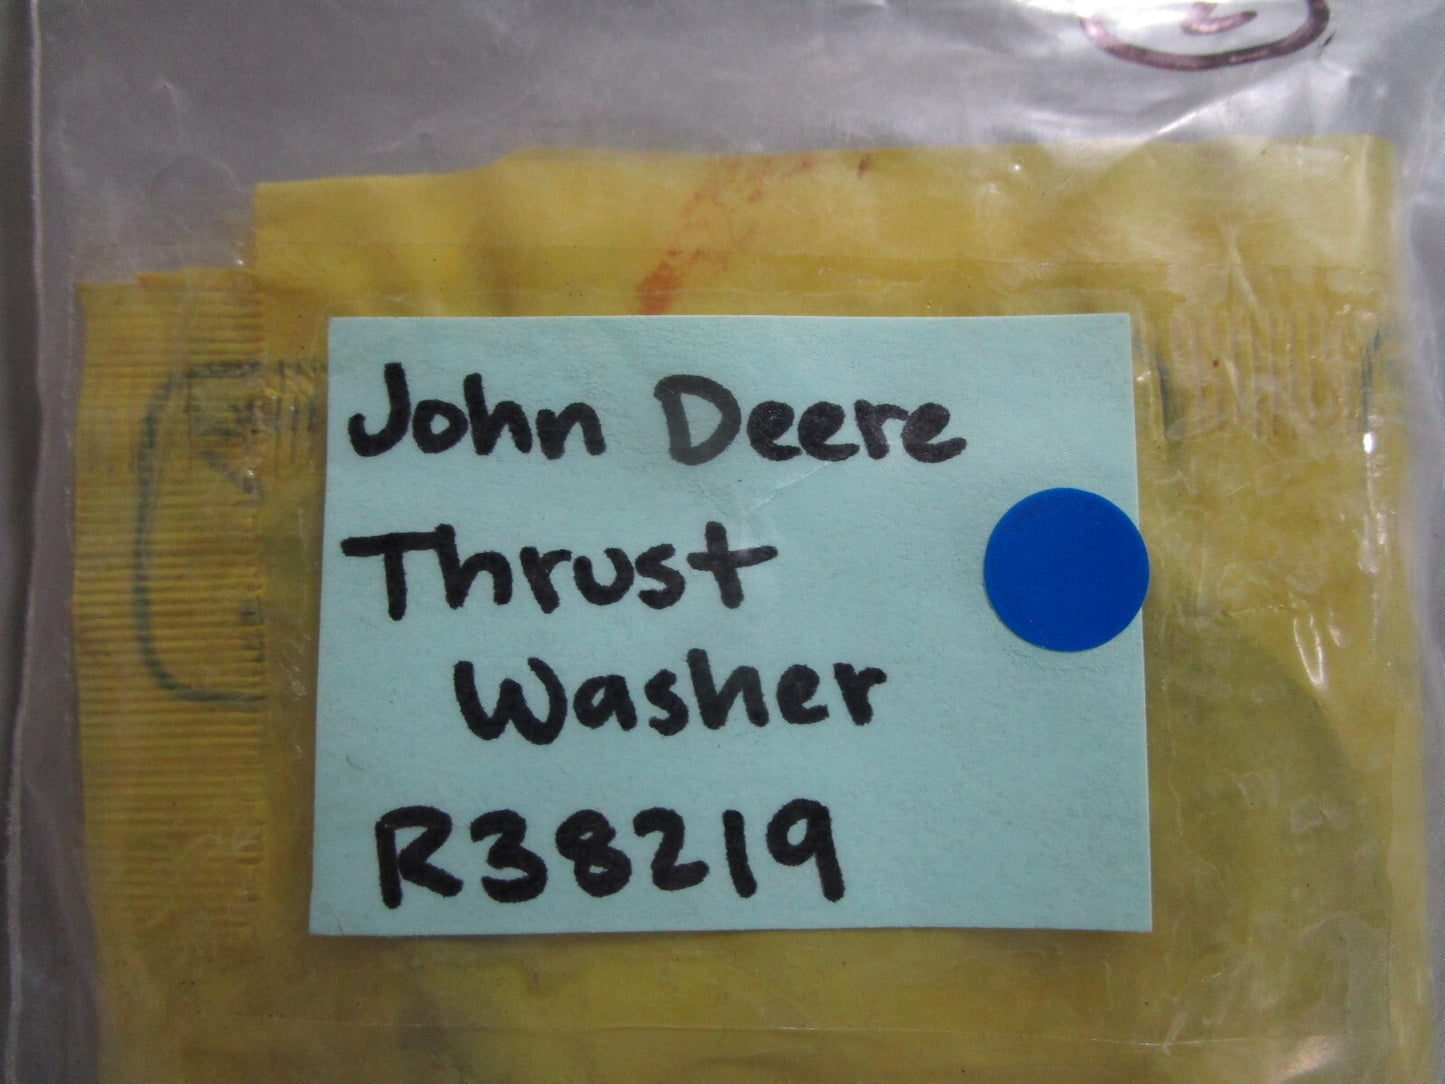 John Deere
Thrust
Washer
R38219